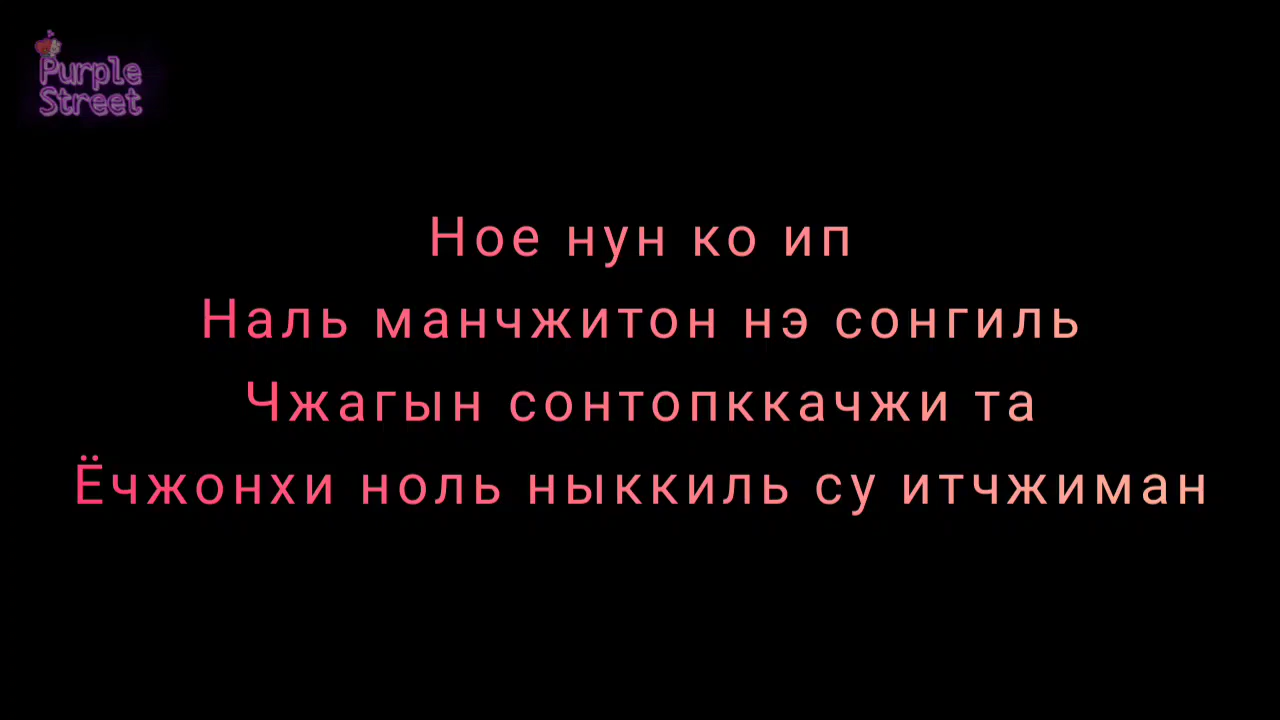 Purple
Street
Ное нун ко ип
Наль манчжитон нэ сонгиль
Чжагын сонтопккачжи та
Ёчжонхи ноль ныккиль су итчжиман